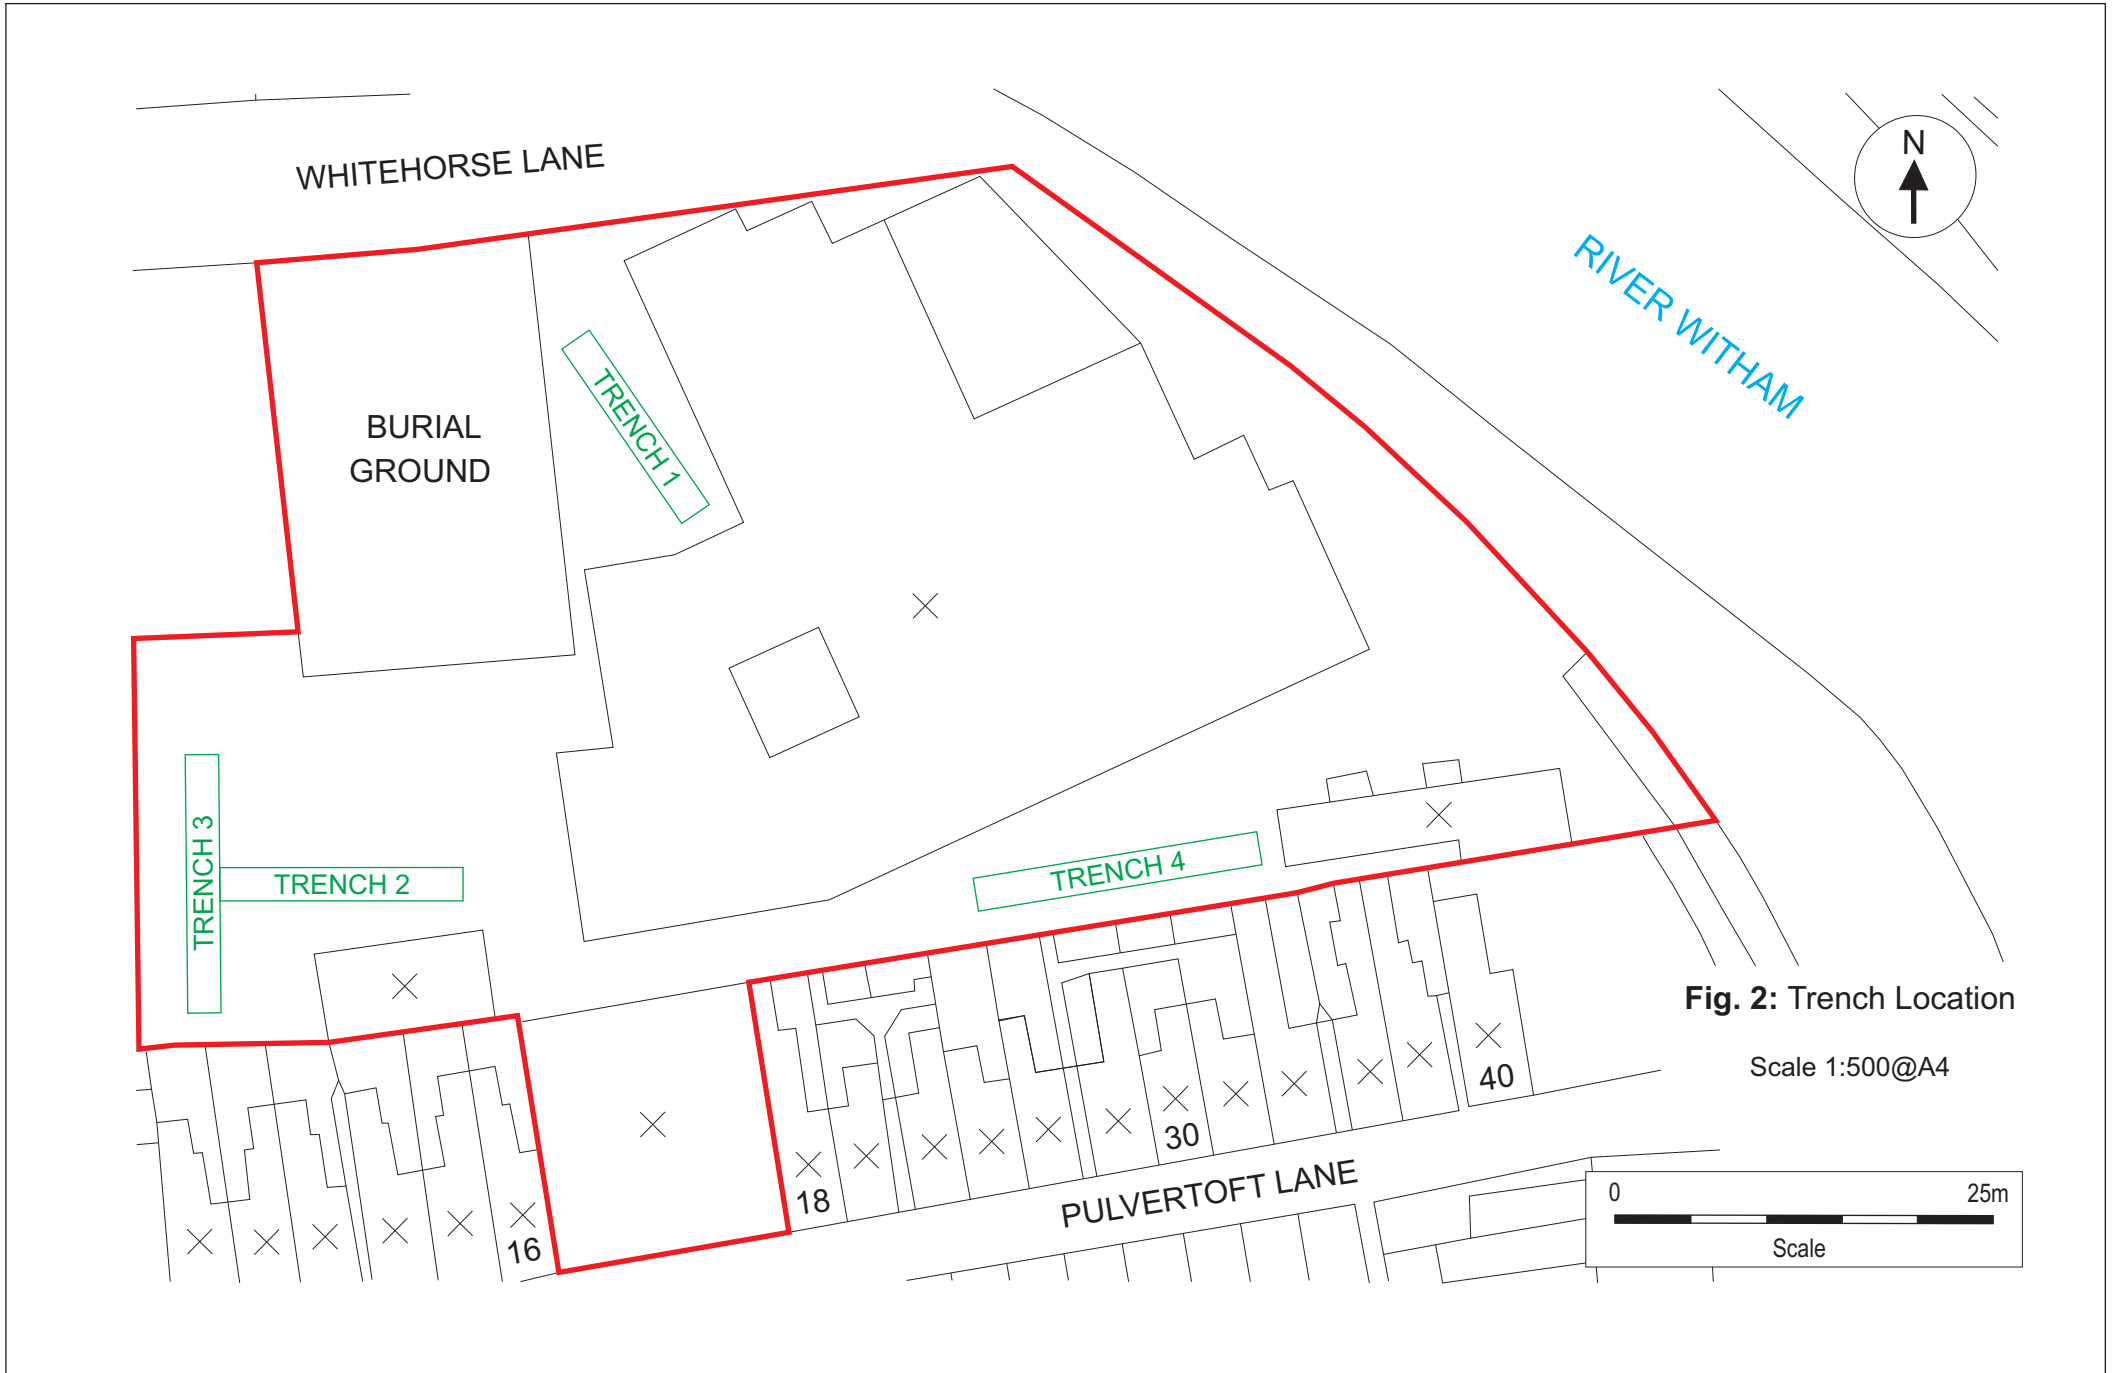 WHITEHORSE LANE
N
RIVER WITHAM
BURIAL
GROUND
TRENCH 1
TRENCH 3
TRENCH 2
TRENCH 4
Fig. 2: Trench Location
Scale 1:500@A4
40
30
18
16
PULVERTOFT LANE
0 25m
Scale